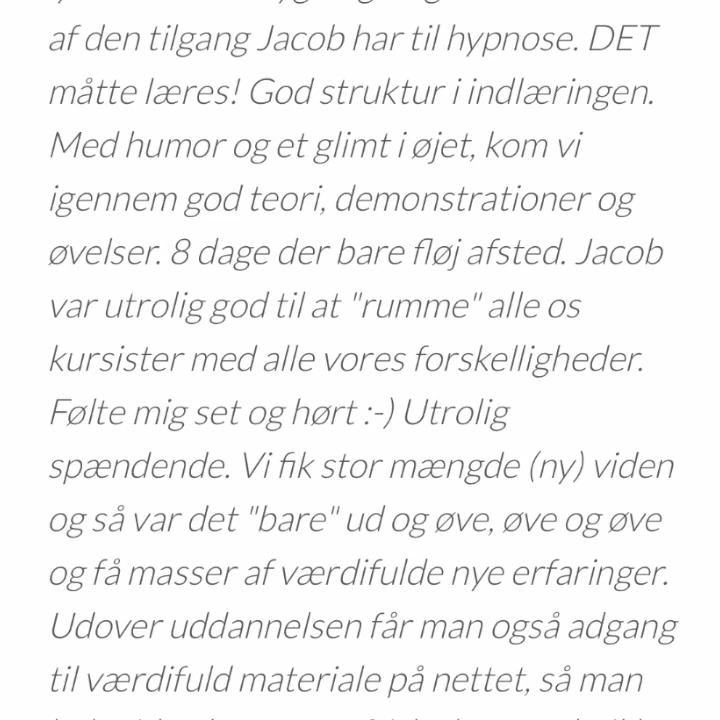 af den tilgang Jacob har til hypnose. DET
måtte læres! God struktur i indlæringen.
Med humor og et glimt i øjet, kom vi
igennem god teori, demonstrationer og
øvelser. 8 dage der bare fløj afsted. Jacob
var utrolig god til at "rumme" alle os
kursister med alle vores forskelligheder.
Følte mig set og hørt :-) Utrolig
spændende. Vi fik stor mængde (ny) viden
og så var det "bare" ud og øve, øve og øve
og få masser af værdifulde nye erfaringer.
Udover uddannelsen får man også adgang
til værdifuld materiale på nettet, så man